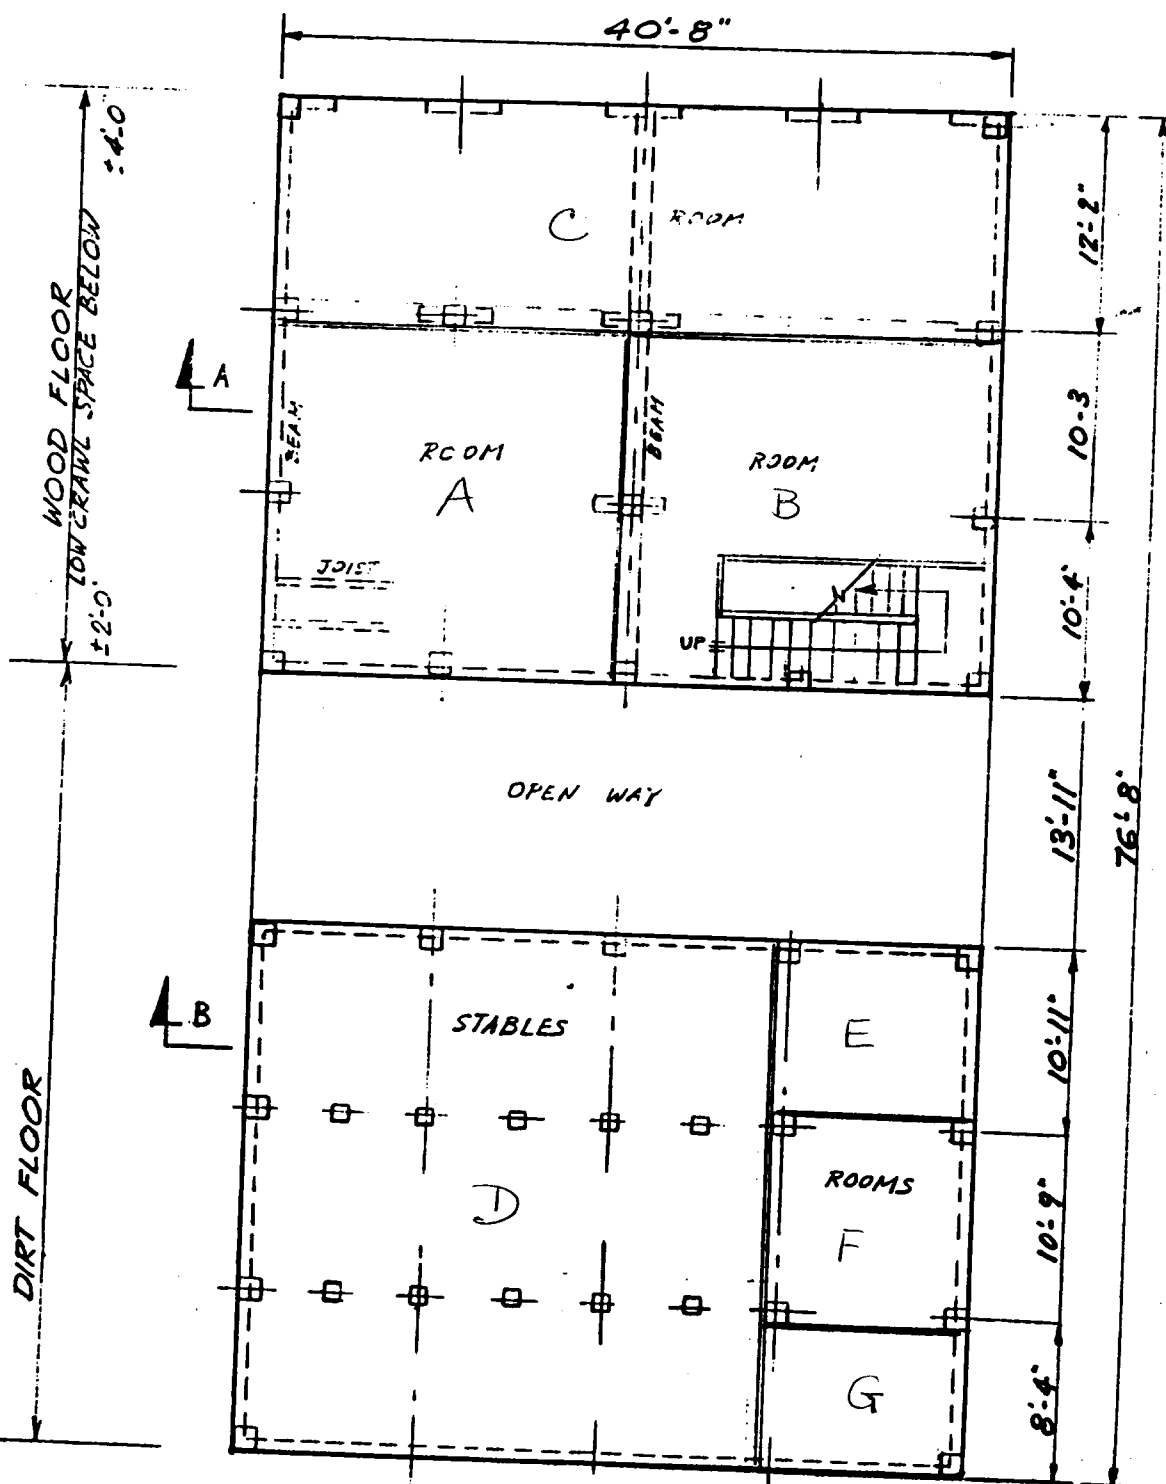 40'-8"
±4'-0
WOOD FLOOR
LOW CRAWL SPACE BELOW
±2'-0"
C
ROOM
12'-2"
A
BEAM
ROOM
A
BEAM
ROOM
B
10-3
JOIST
UP
N
10'-4"
OPEN WAY
13'-11"
76'-8"
STABLES
E
B
10'-11"
DIRT FLOOR
D
ROOMS
F
10'-9"
G
8'-4"